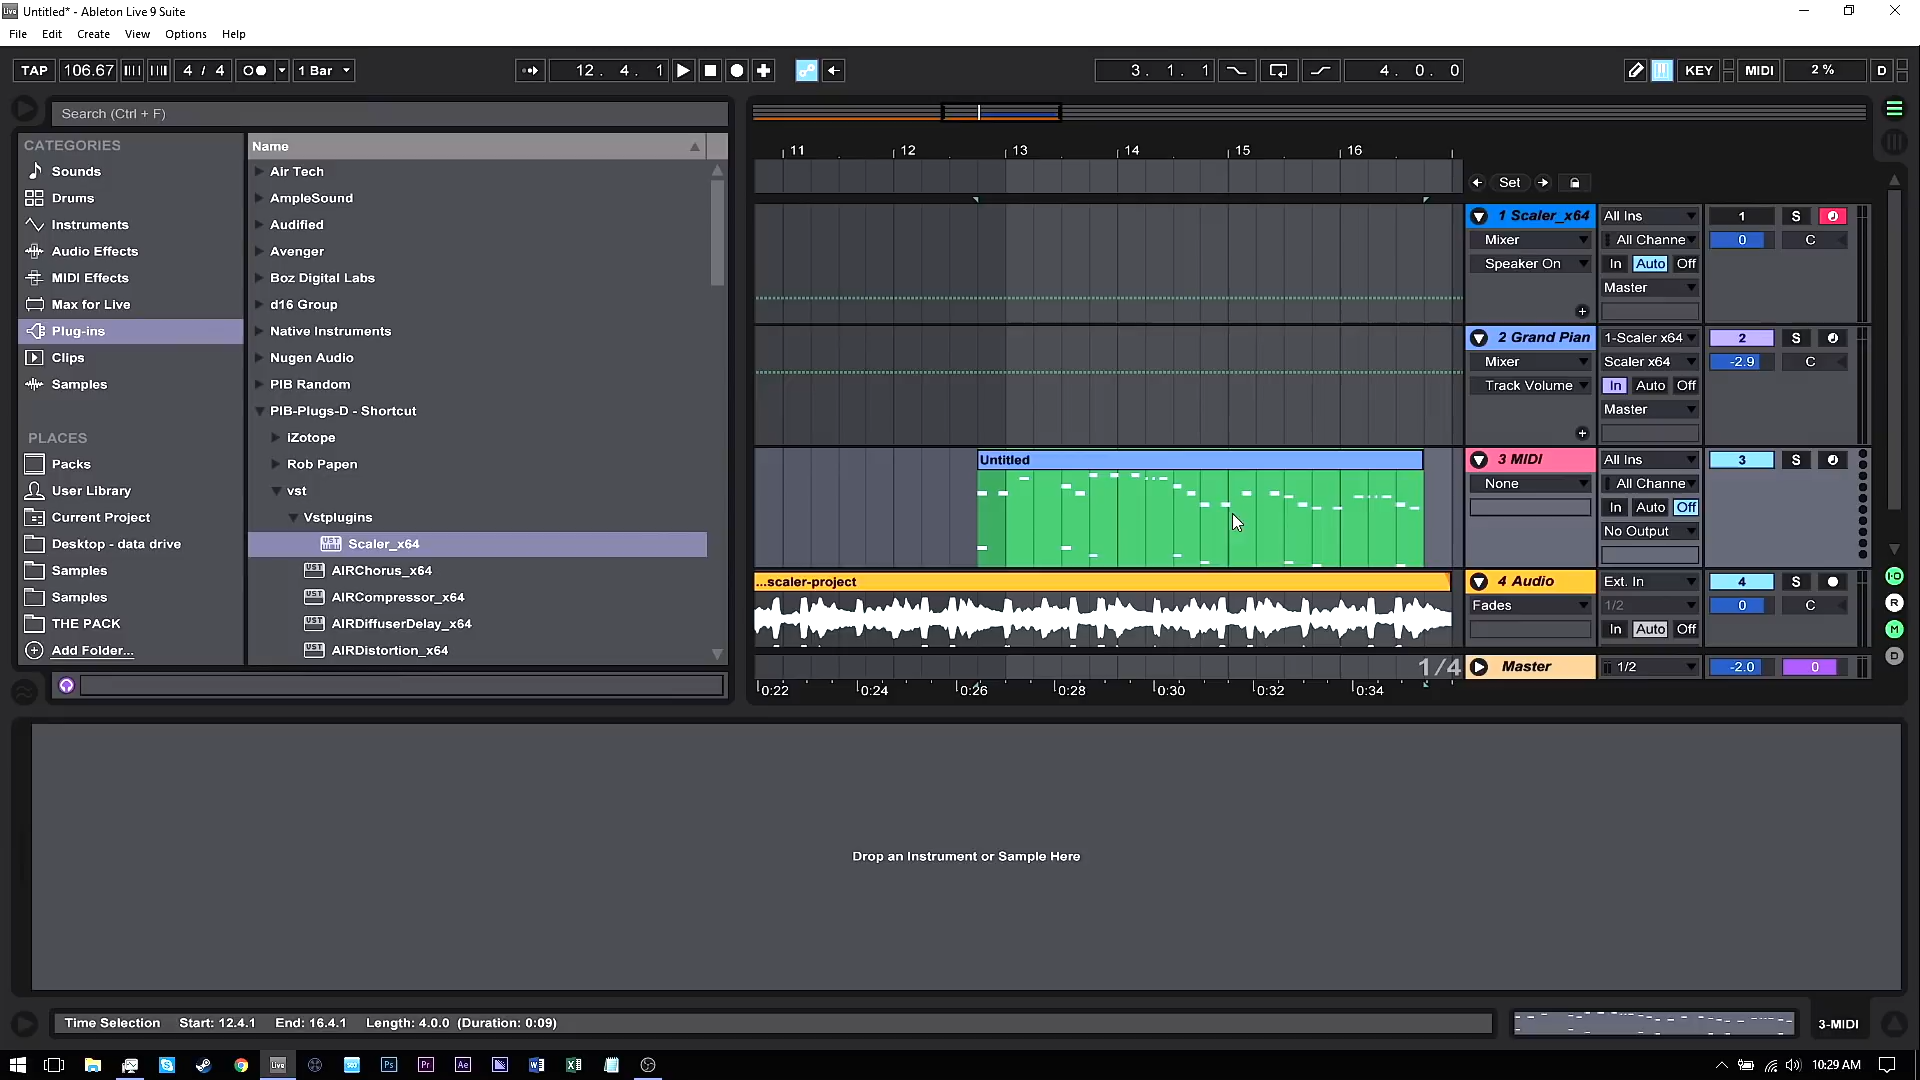 Untitled* - Ableton Live 9 Suite
File Edit Create View Options Help
TAP 106.67 4 / 4 1 Bar 12. 4. 1 3. 1. 1 4. 0. 0 KEY MIDI 2 % D
Search (Ctrl + F)
CATEGORIES
Sounds
Drums
Instruments
Audio Effects
MIDI Effects
Max for Live
Plug-ins
Clips
Samples
PLACES
Packs
User Library
Current Project
Desktop - data drive
Samples
Samples
THE PACK
Add Folder...
Name
Air Tech
AmpleSound
Audified
Avenger
Boz Digital Labs
d16 Group
Native Instruments
Nugen Audio
PIB Random
PIB-Plugs-D - Shortcut
iZotope
Rob Papen
vst
Vstplugins
Scaler_x64
AIRChorus_x64
AIRCompressor_x64
AIRDiffuserDelay_x64
AIRDistortion_x64
11 12 13 14 15 16
Set
1 Scaler_x64 All Ins 1 S
Mixer All Channe 0 C
Speaker On In Auto Off
Master
2 Grand Pian 1-Scaler x64 2 S
Mixer Scaler x64 -2.9 C
Track Volume In Auto Off
Master
Untitled
3 MIDI All Ins 3 S
None All Channe
In Auto Off
No Output
...scaler-project
4 Audio Ext. In 4 S
Fades 1/2 0 C
In Auto Off
1/4 Master 1/2 -2.0 0
0:22 0:24 0:26 0:28 0:30 0:32 0:34
I·O
R
M
D
Drop an Instrument or Sample Here
Time Selection Start: 12.4.1 End: 16.4.1 Length: 4.0.0 (Duration: 0:09)
3-MIDI
Live Ps Pr Ae 10:29 AM